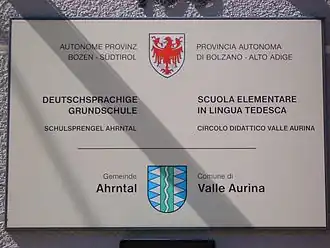 AUTONOME PROVINZ
BOZEN - SÜDTIROL
PROVINCIA AUTONOMA
DI BOLZANO - ALTO ADIGE
DEUTSCHSPRACHIGE
GRUNDSCHULE
SCHULSPRENGEL AHRNTAL
SCUOLA ELEMENTARE
IN LINGUA TEDESCA
CIRCOLO DIDATTICO VALLE AURINA
Gemeinde
Ahrntal
Comune di
Valle Aurina